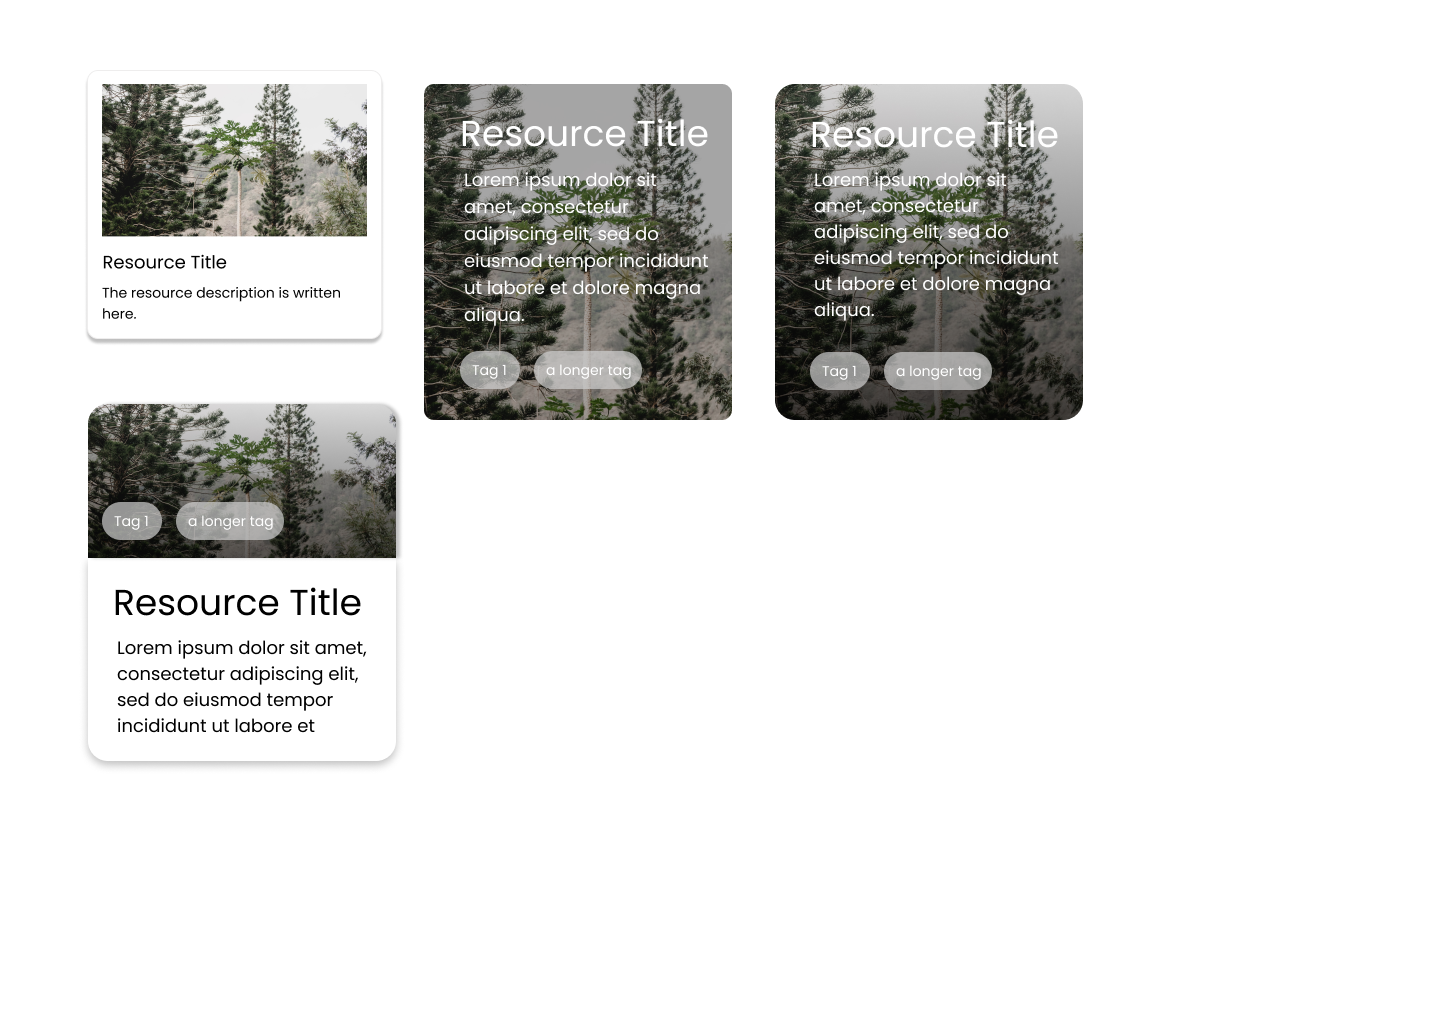 Resource Title
The resource description is written
here.
Resource Title
Lorem ipsum dolor sit
amet, consectetur
adipiscing elit, sed do
eiusmod tempor incididunt
ut labore et dolore magna
aliqua.
Tag 1
a longer tag
Resource Title
Lorem ipsum dolor sit
amet, consectetur
adipiscing elit, sed do
eiusmod tempor incididunt
ut labore et dolore magna
aliqua.
Tag 1
a longer tag
Tag 1
a longer tag
Resource Title
Lorem ipsum dolor sit amet,
consectetur adipiscing elit,
sed do eiusmod tempor
incididunt ut labore et